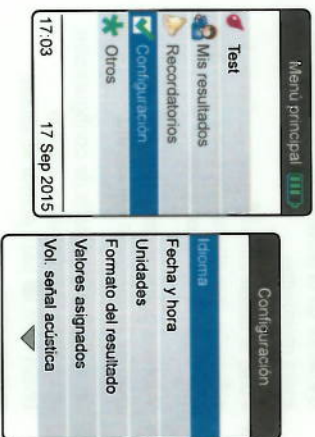 Menú principal
Test
Mis resultados
Recordatorios
Configuración
Otros
17:03 17 Sep 2015
Configuración
Idioma
Fecha y hora
Unidades
Formato del resultado
Valores asignados
Vol. señal acústica